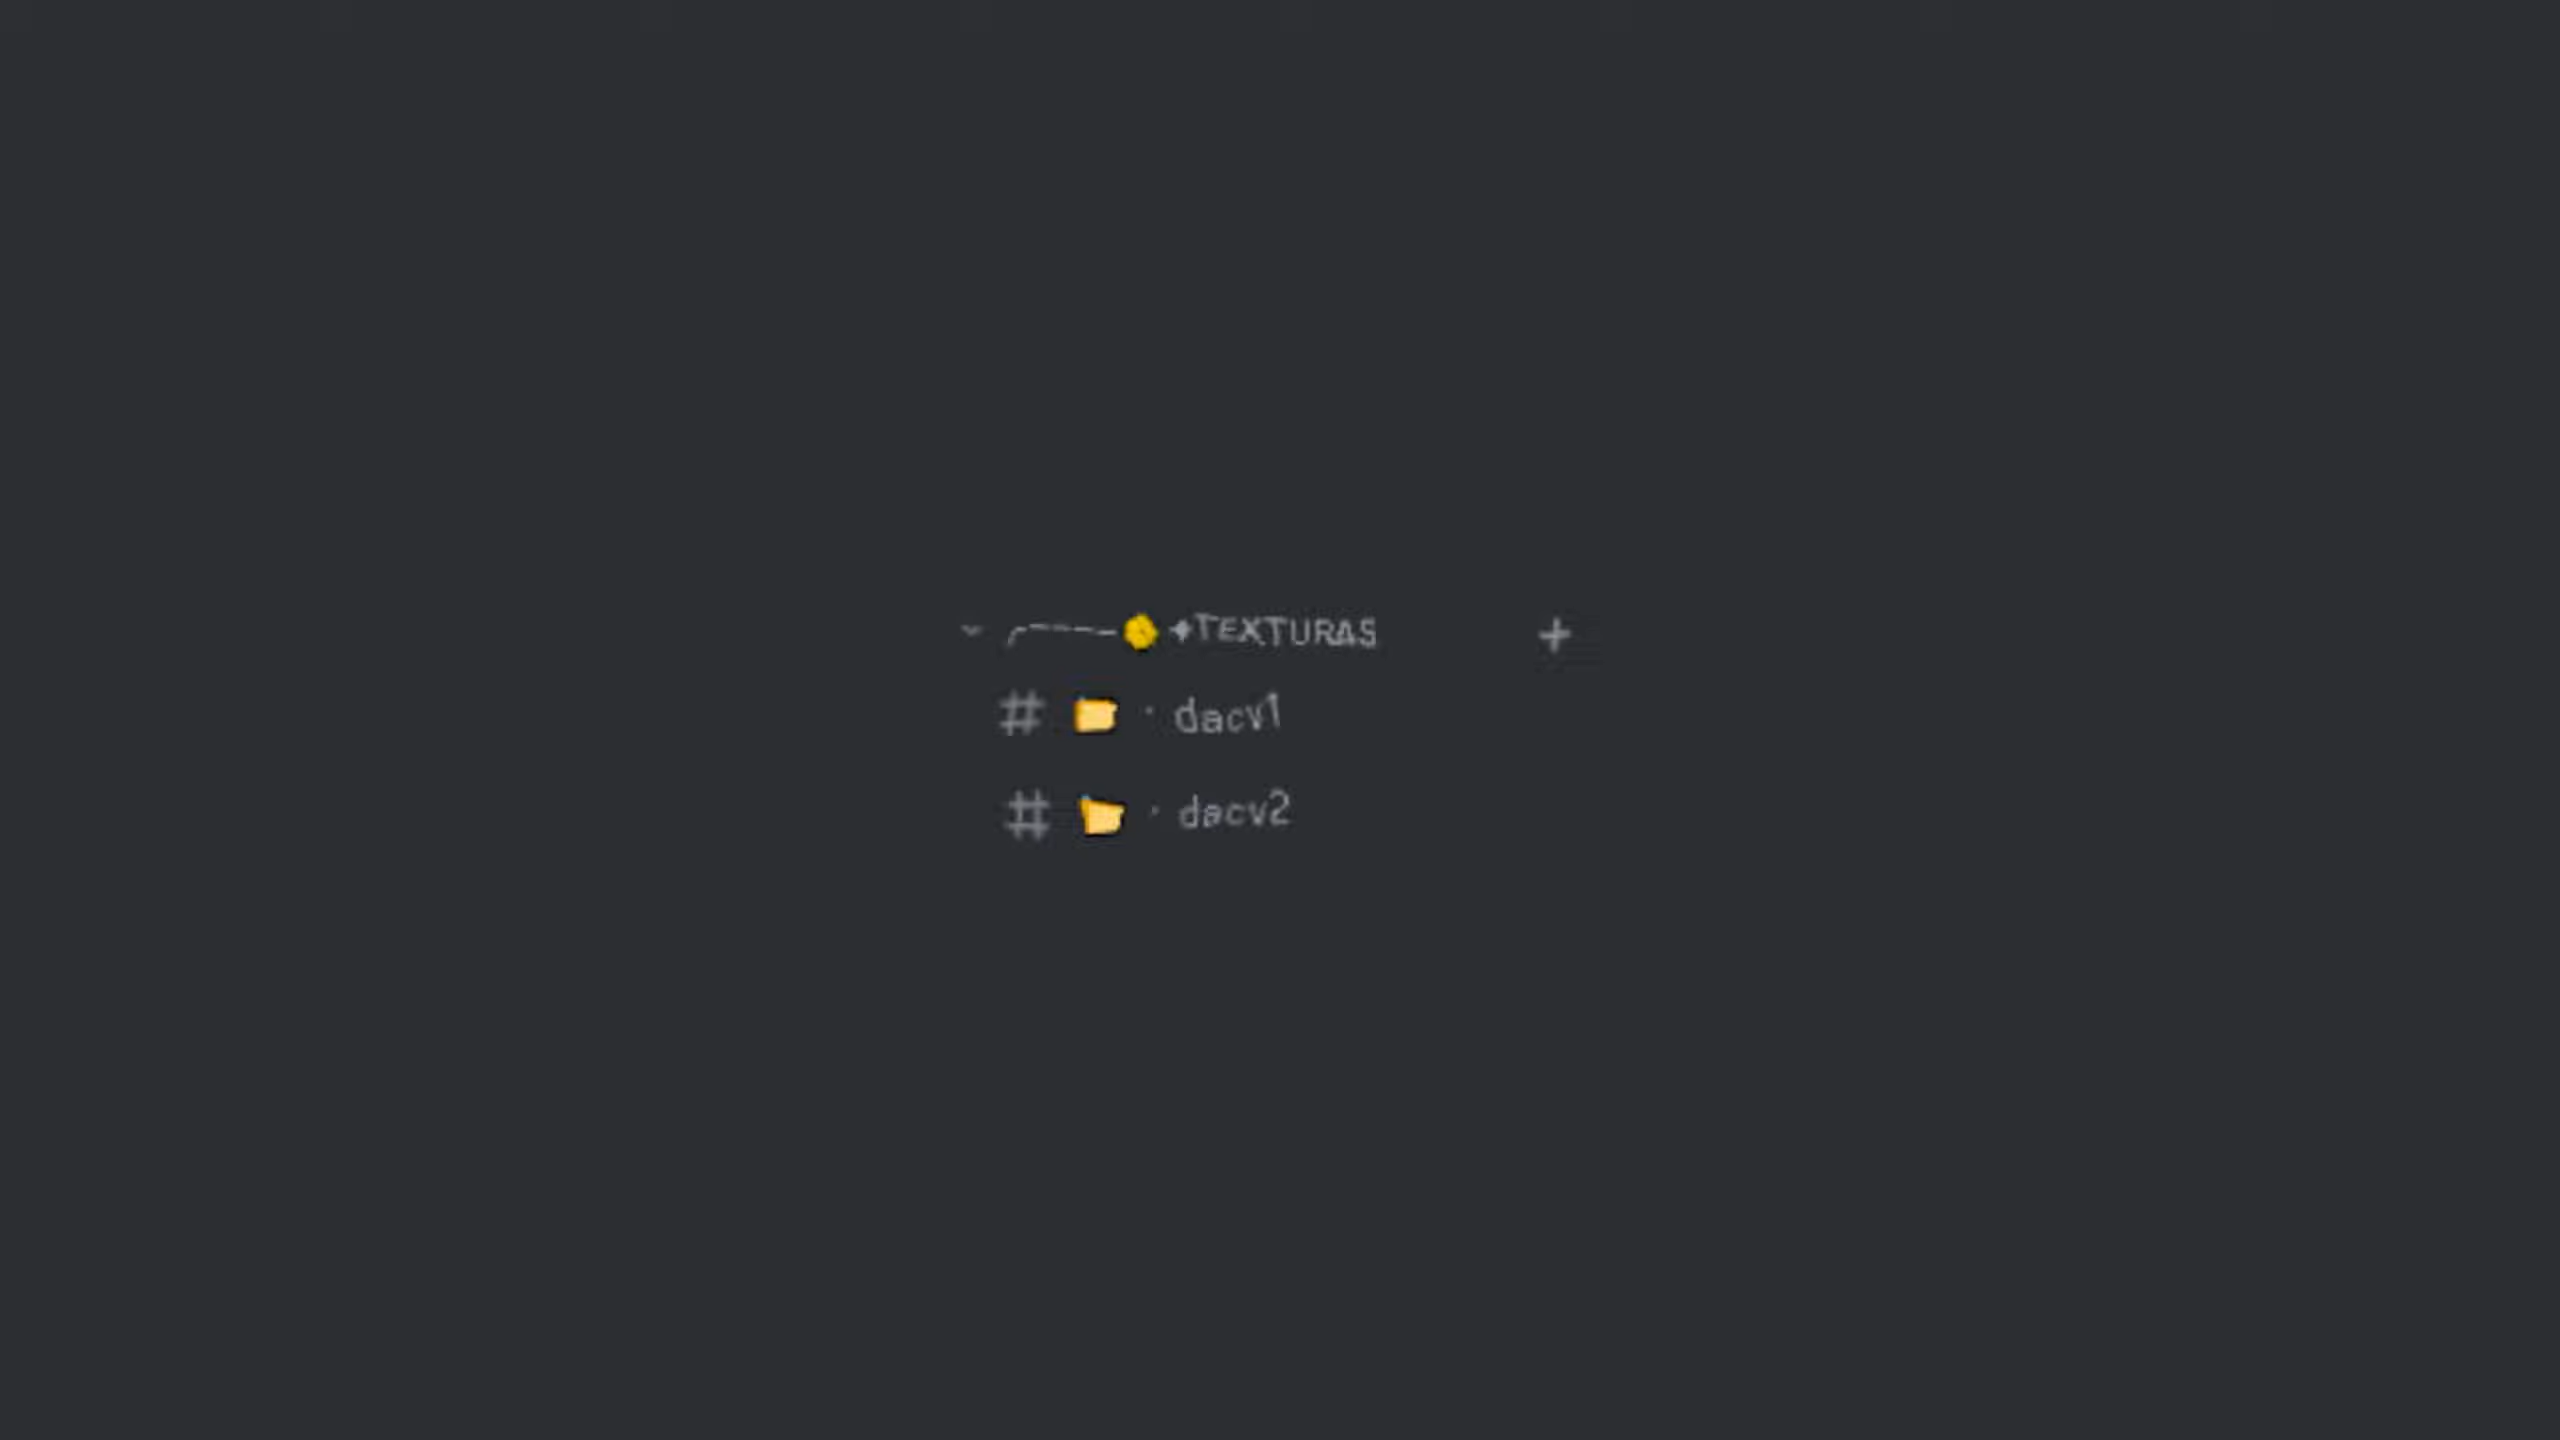 ✦TEXTURAS +
# 📁 · dacv1
# 📁 · dacv2